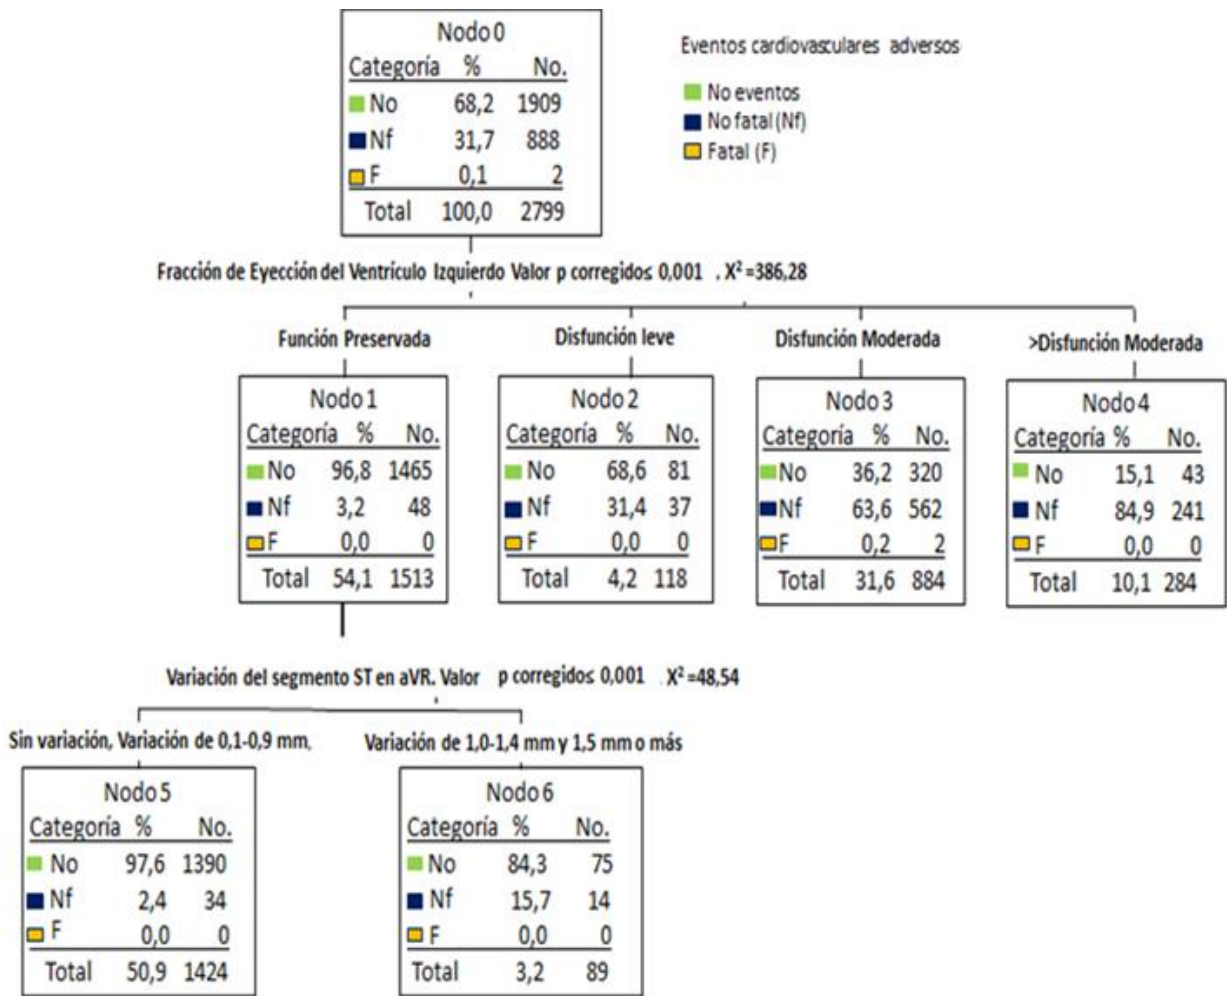 Nodo 0
Categoría % No.
No 68,2 1909
Nf 31,7 888
F 0,1 2
Total 100,0 2799
Eventos cardiovasculares adversos
No eventos
No fatal (Nf)
Fatal (F)
Fracción de Eyección del Ventrículo Izquierdo Valor p corregido≤ 0,001 . X² =386,28
Función Preservada
Disfunción leve
Disfunción Moderada
>Disfunción Moderada
Nodo 1
Categoría % No.
No 96,8 1465
Nf 3,2 48
F 0,0 0
Total 54,1 1513
Nodo 2
Categoría % No.
No 68,6 81
Nf 31,4 37
F 0,0 0
Total 4,2 118
Nodo 3
Categoría % No.
No 36,2 320
Nf 63,6 562
F 0,2 2
Total 31,6 884
Nodo 4
Categoría % No.
No 15,1 43
Nf 84,9 241
F 0,0 0
Total 10,1 284
Variación del segmento ST en aVR. Valor p corregido≤ 0,001 . X² =48,54
Sin variación, Variación de 0,1-0,9 mm,
Variación de 1,0-1,4 mm y 1,5 mm o más
Nodo 5
Categoría % No.
No 97,6 1390
Nf 2,4 34
F 0,0 0
Total 50,9 1424
Nodo 6
Categoría % No.
No 84,3 75
Nf 15,7 14
F 0,0 0
Total 3,2 89